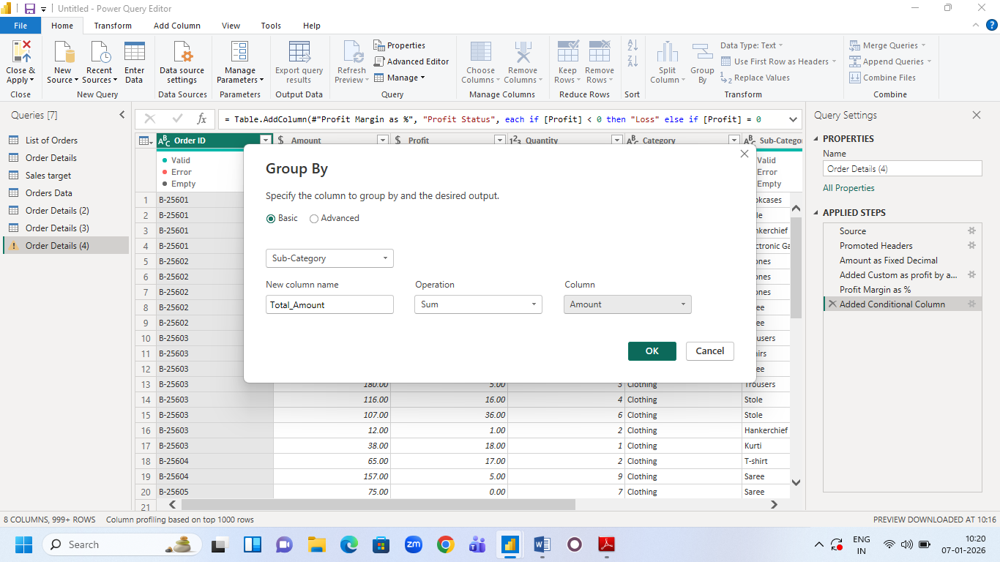 Untitled - Power Query Editor
File Home Transform Add Column View Tools Help
Close & Apply
New Source
Recent Sources
Enter Data
Data source settings
Manage Parameters
Export query results
Refresh Preview
Properties
Advanced Editor
Manage
Choose Columns
Remove Columns
Keep Rows
Remove Rows
Split Column
Group By
Data Type: Text
Use First Row as Headers
Replace Values
Merge Queries
Append Queries
Combine Files
Close New Query Data Sources Parameters Output Data Query Manage Columns Reduce Rows Sort Transform Combine
Queries [7]
List of Orders
Order Details
Sales target
Orders Data
Order Details (2)
Order Details (3)
Order Details (4)
fx = Table.AddColumn(#"Profit Margin as %", "Profit Status", each if [Profit] < 0 then "Loss" else if [Profit] = 0
Order ID Amount Profit Quantity Category Sub-Catego
Valid
Error
Empty
Valid
Error
Empty
Group By
Specify the column to group by and the desired output.
Basic Advanced
Sub-Category
New column name Operation Column
Total_Amount Sum Amount
OK Cancel
1 B-25601 okcases
2 B-25601 le
3 B-25601 nkerchief
4 B-25601 ctronic Ga
5 B-25602 ones
6 B-25602 ones
7 B-25602 ones
8 B-25602 ee
9 B-25602 ee
10 B-25603 users
11 B-25603 irs
12 B-25603 ee
13 B-25603 180.00 5.00 3 Clothing Trousers
14 B-25603 116.00 16.00 4 Clothing Stole
15 B-25603 107.00 36.00 6 Clothing Stole
16 B-25603 12.00 1.00 2 Clothing Hankerchief
17 B-25603 38.00 18.00 1 Clothing Kurti
18 B-25604 65.00 17.00 2 Clothing T-shirt
19 B-25604 157.00 5.00 9 Clothing Saree
20 B-25605 75.00 0.00 7 Clothing Saree
21
Query Settings
PROPERTIES
Name
Order Details (4)
All Properties
APPLIED STEPS
Source
Promoted Headers
Amount as Fixed Decimal
Added Custom as profit by a...
Profit Margin as %
Added Conditional Column
8 COLUMNS, 999+ ROWS Column profiling based on top 1000 rows PREVIEW DOWNLOADED AT 10:16
Search
zm
ENG
IN
10:20
07-01-2026